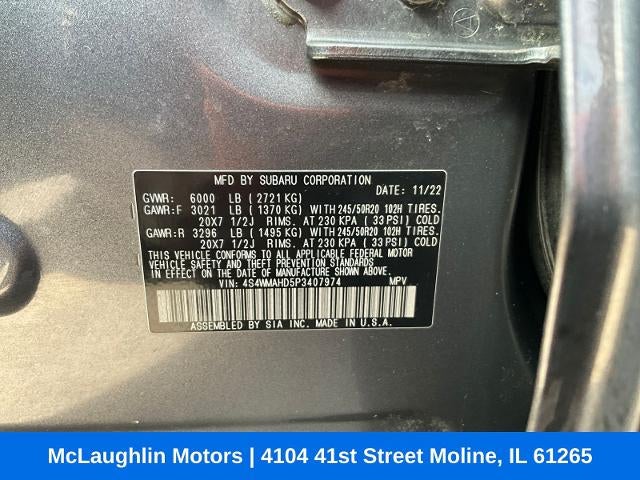 MFD BY SUBARU CORPORATION
DATE: 11/22
GVWR: 6000 LB (2721 KG)
GAWR:F 3021 LB (1370 KG) WITH 245/50R20 102H TIRES.
20X7 1/2J RIMS. AT 230 KPA (33 PSI) COLD
GAWR:R 3296 LB (1495 KG) WITH 245/50R20 102H TIRES.
20X7 1/2J RIMS. AT 230 KPA (33 PSI) COLD
THIS VEHICLE CONFORMS TO ALL APPLICABLE FEDERAL MOTOR
VEHICLE SAFETY AND THEFT PREVENTION STANDARDS
IN EFFECT ON THE DATE OF MANUFACTURE SHOWN ABOVE.
VIN: 4S4WMAHD5P3407974 MPV
ASSEMBLED BY SIA INC. MADE IN U.S.A.
McLaughlin Motors | 4104 41st Street Moline, IL 61265